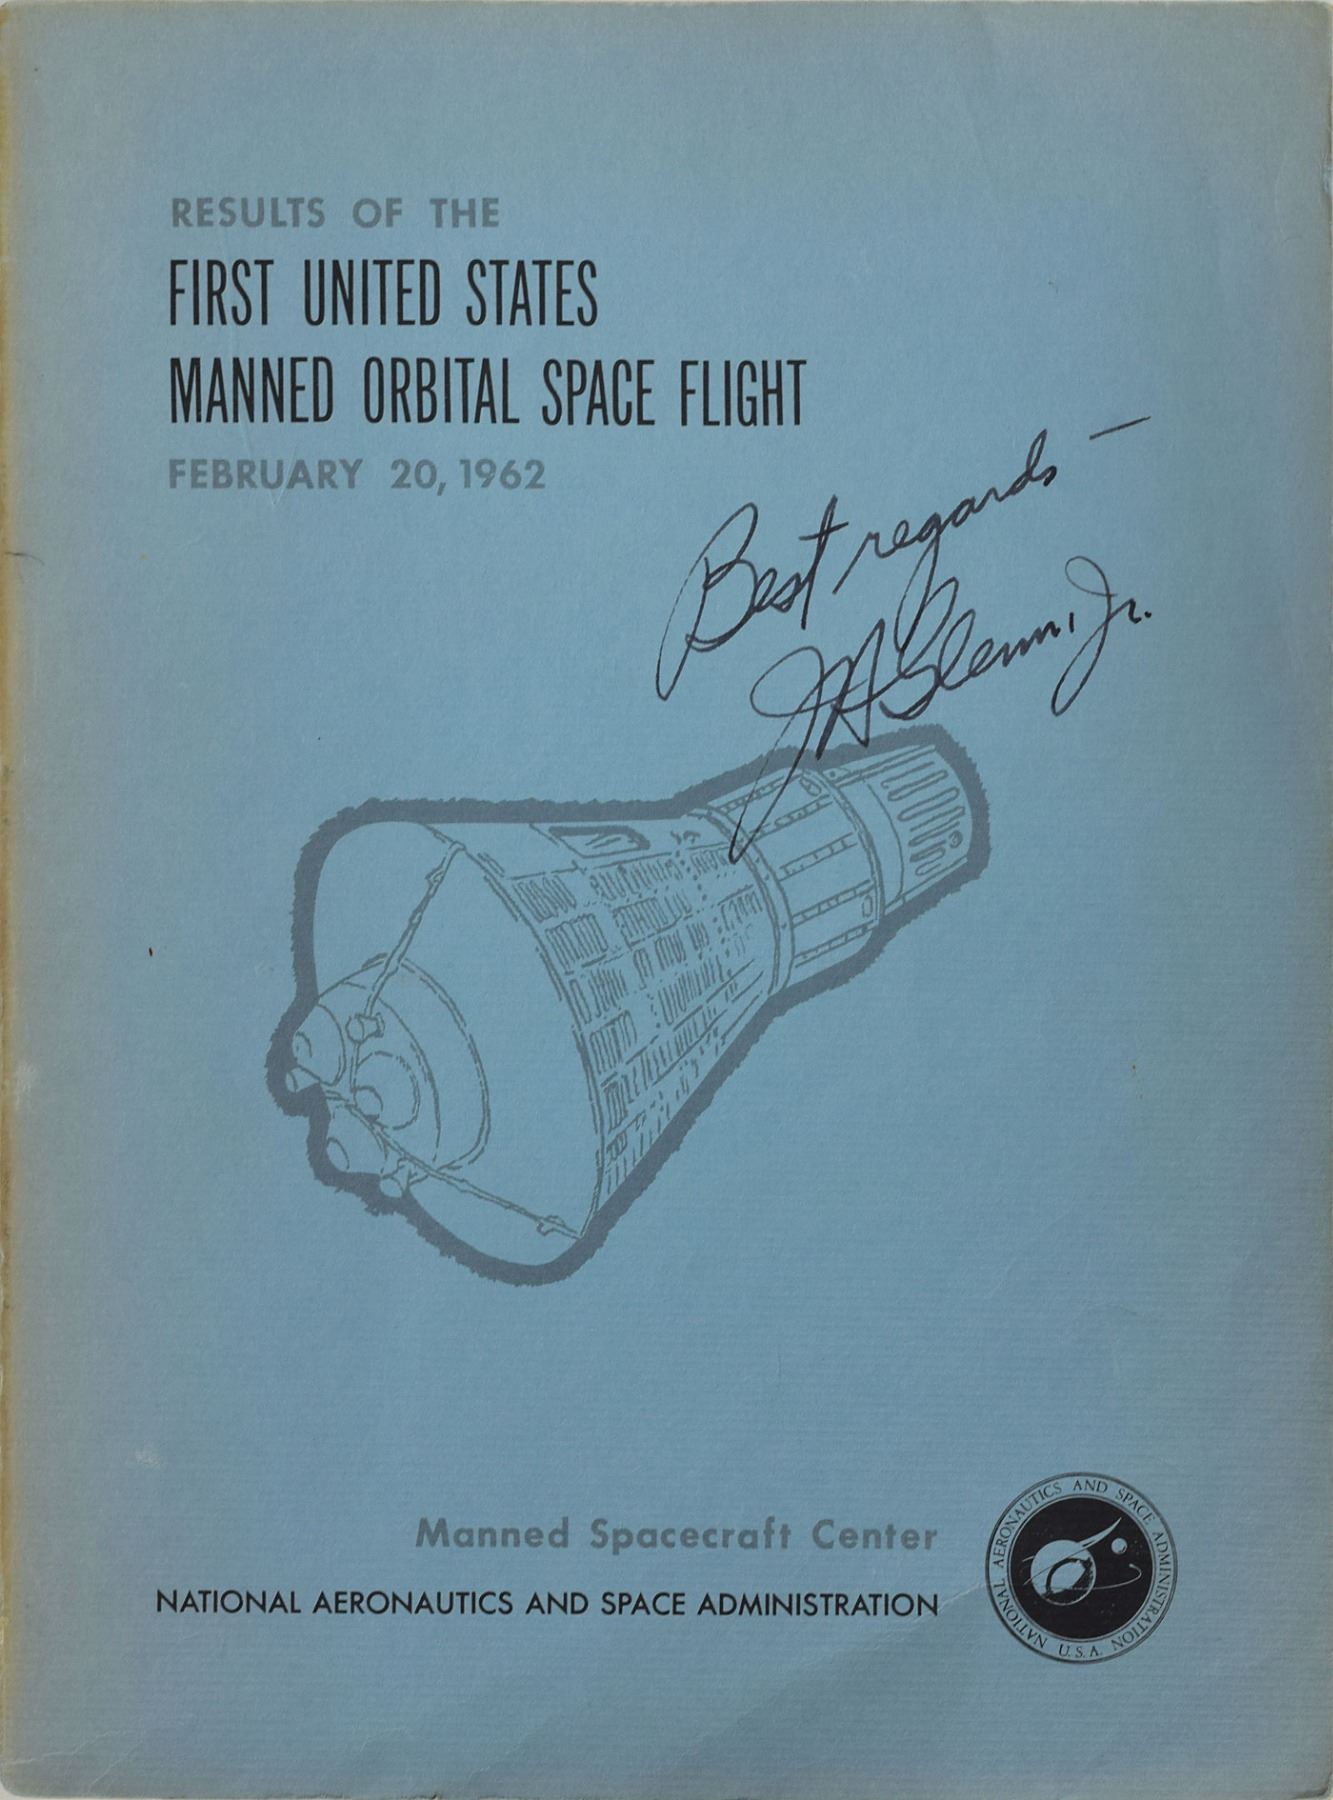 RESULTS OF THE
FIRST UNITED STATES
MANNED ORBITAL SPACE FLIGHT
FEBRUARY 20, 1962
Best regards —
JH Glenn, Jr.
Manned Spacecraft Center
NATIONAL AERONAUTICS AND SPACE ADMINISTRATION
NATIONAL AERONAUTICS AND SPACE ADMINISTRATION
U.S.A.